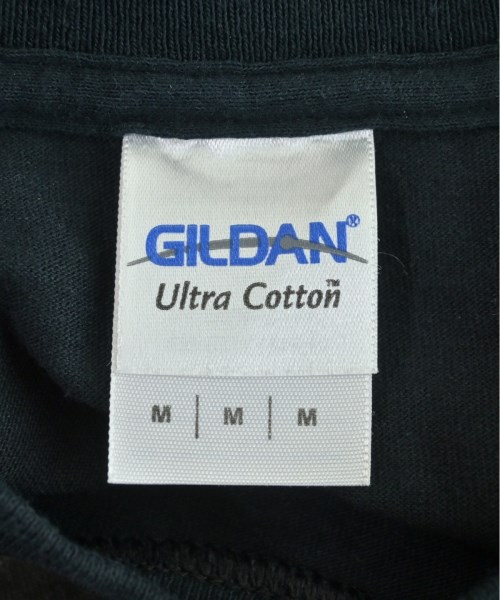 GILDAN®
Ultra Cotton™
M | M | M